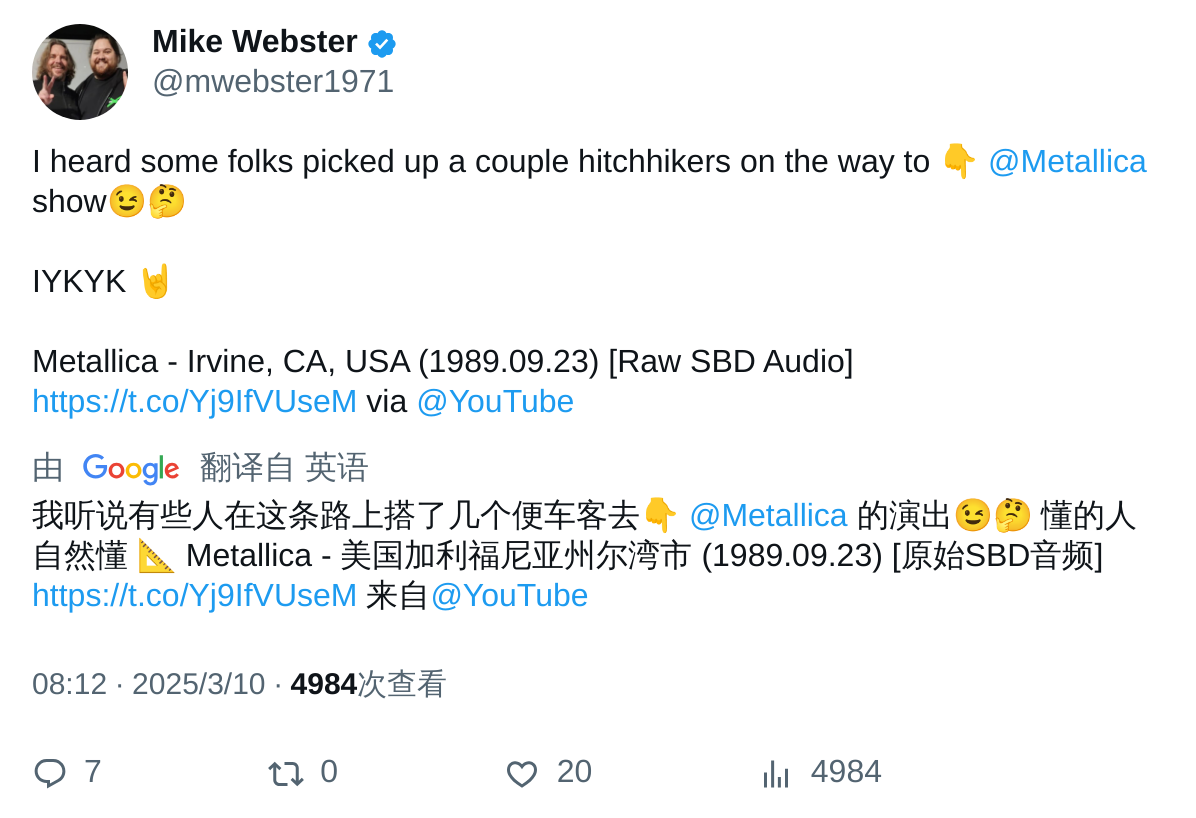 Mike Webster
@mwebster1971
I heard some folks picked up a couple hitchhikers on the way to 👇 @Metallica
show😉🤔
IYKYK 🤘
Metallica - Irvine, CA, USA (1989.09.23) [Raw SBD Audio]
https://t.co/Yj9IfVUseM via @YouTube
由 Google 翻译自 英语
我听说有些人在这条路上搭了几个便车客去👇 @Metallica 的演出😉🤔 懂的人
自然懂 📐 Metallica - 美国加利福尼亚州尔湾市 (1989.09.23) [原始SBD音频]
https://t.co/Yj9IfVUseM 来自@YouTube
08:12 · 2025/3/10 · 4984次查看
7 0 20 4984